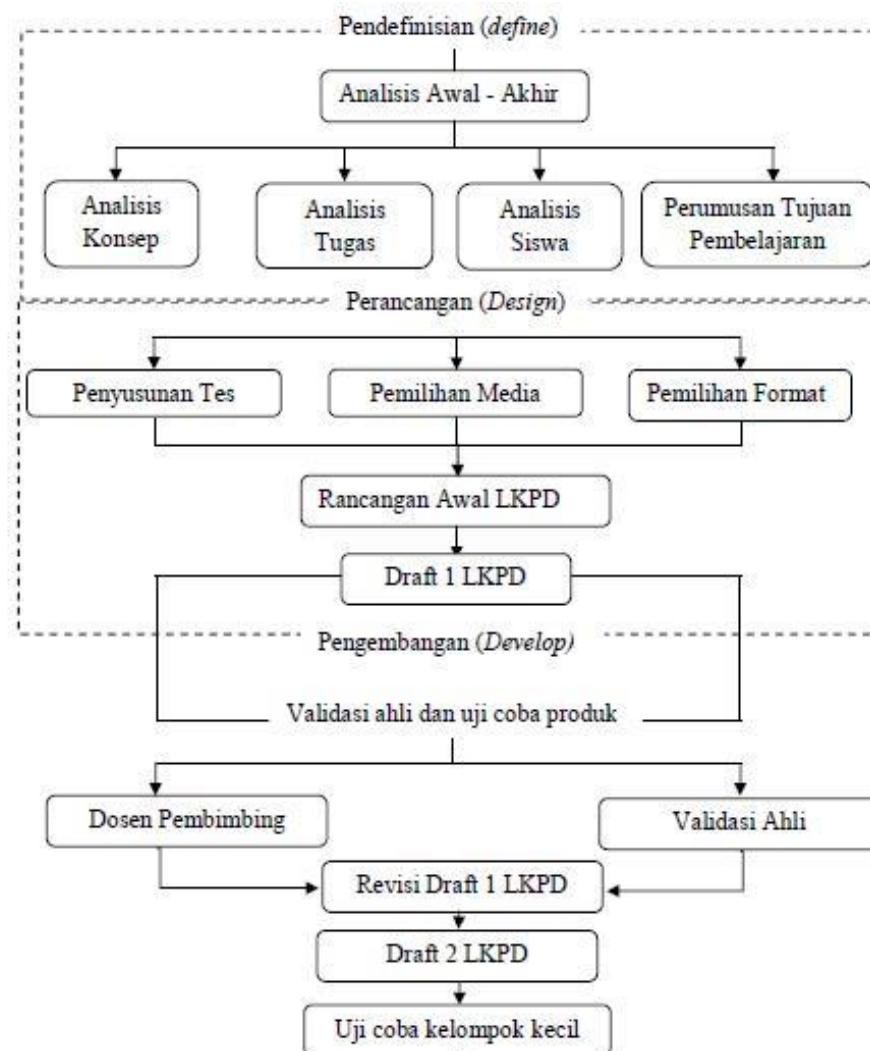 Pendefinisian (define)
Analisis Awal - Akhir
Analisis
Konsep
Analisis
Tugas
Analisis
Siswa
Perumusan Tujuan
Pembelajaran
Perancangan (Design)
Penyusunan Tes
Pemilihan Media
Pemilihan Format
Rancangan Awal LKPD
Draft 1 LKPD
Pengembangan (Develop)
Validasi ahli dan uji coba produk
Dosen Pembimbing
Validasi Ahli
Revisi Draft 1 LKPD
Draft 2 LKPD
Uji coba kelompok kecil